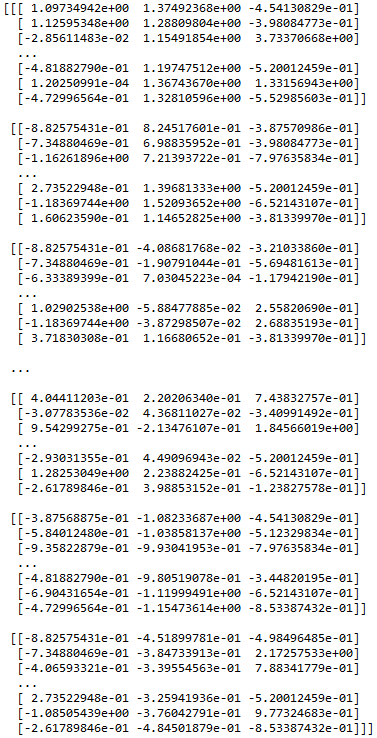 [[[ 1.09734942e+00  1.37492368e+00 -4.54130829e-01]
[ 1.12595348e+00  1.28809804e+00 -3.98084773e-01]
[-2.85611483e-02  1.15491854e+00  3.73370668e+00]
...
[-4.81882790e-01  1.19747512e+00 -5.20012459e-01]
[ 1.20250991e-04  1.36743670e+00  1.33156943e+00]
[-4.72996564e-01  1.32810596e+00 -5.52985603e-01]]
[[-8.82575431e-01  8.24517601e-01 -3.87570986e-01]
[-7.34880469e-01  6.98835952e-01 -3.98084773e-01]
[-1.16261896e+00  7.21393722e-01 -7.97635834e-01]
...
[ 2.73522948e-01  1.39681333e+00 -5.20012459e-01]
[-1.18369744e+00  1.52093652e+00 -6.52143107e-01]
[ 1.60623590e-01  1.14652825e+00 -3.81339970e-01]]
[[-8.82575431e-01 -4.08681768e-02 -3.21033860e-01]
[-7.34880469e-01 -1.90791044e-01 -5.69481613e-01]
[-6.33389399e-01  7.03045223e-04 -1.17942190e-01]
...
[ 1.02902538e+00 -5.88477885e-02  2.55820690e-01]
[-1.18369744e+00 -3.87298507e-02  2.68835193e-01]
[ 3.71830308e-01  1.16680652e-01 -3.81339970e-01]]
...
[[ 4.04411203e-01  2.20206340e-01  7.43832757e-01]
[-3.07783536e-02  4.36811027e-02 -3.40991492e-01]
[ 9.54299275e-01 -2.13476107e-01  1.84566019e+00]
...
[-2.93031355e-01  4.49096943e-02 -5.20012459e-01]
[ 1.28253049e+00  2.23882425e-01 -6.52143107e-01]
[-2.61789846e-01  3.98853152e-01 -1.23827578e-01]]
[[-3.87568875e-01 -1.08233687e+00 -4.54130829e-01]
[-5.84012480e-01 -1.03858137e+00 -5.12329834e-01]
[-9.35822879e-01 -9.93041953e-01 -7.97635834e-01]
...
[-4.81882790e-01 -9.80519078e-01 -3.44820195e-01]
[-6.90431654e-01 -1.11999491e+00 -6.52143107e-01]
[-4.72996564e-01 -1.15473614e+00 -8.53387432e-01]]
[[-8.82575431e-01 -4.51899781e-01 -4.98496485e-01]
[-7.34880469e-01 -3.84733913e-01  2.17257533e+00]
[-4.06593321e-01 -3.39554563e-01  7.88341779e-01]
...
[ 2.73522948e-01 -3.25941936e-01 -5.20012459e-01]
[-1.08505439e+00 -3.76042791e-01  9.77324683e-01]
[-2.61789846e-01 -4.84501879e-01 -8.53387432e-01]]]